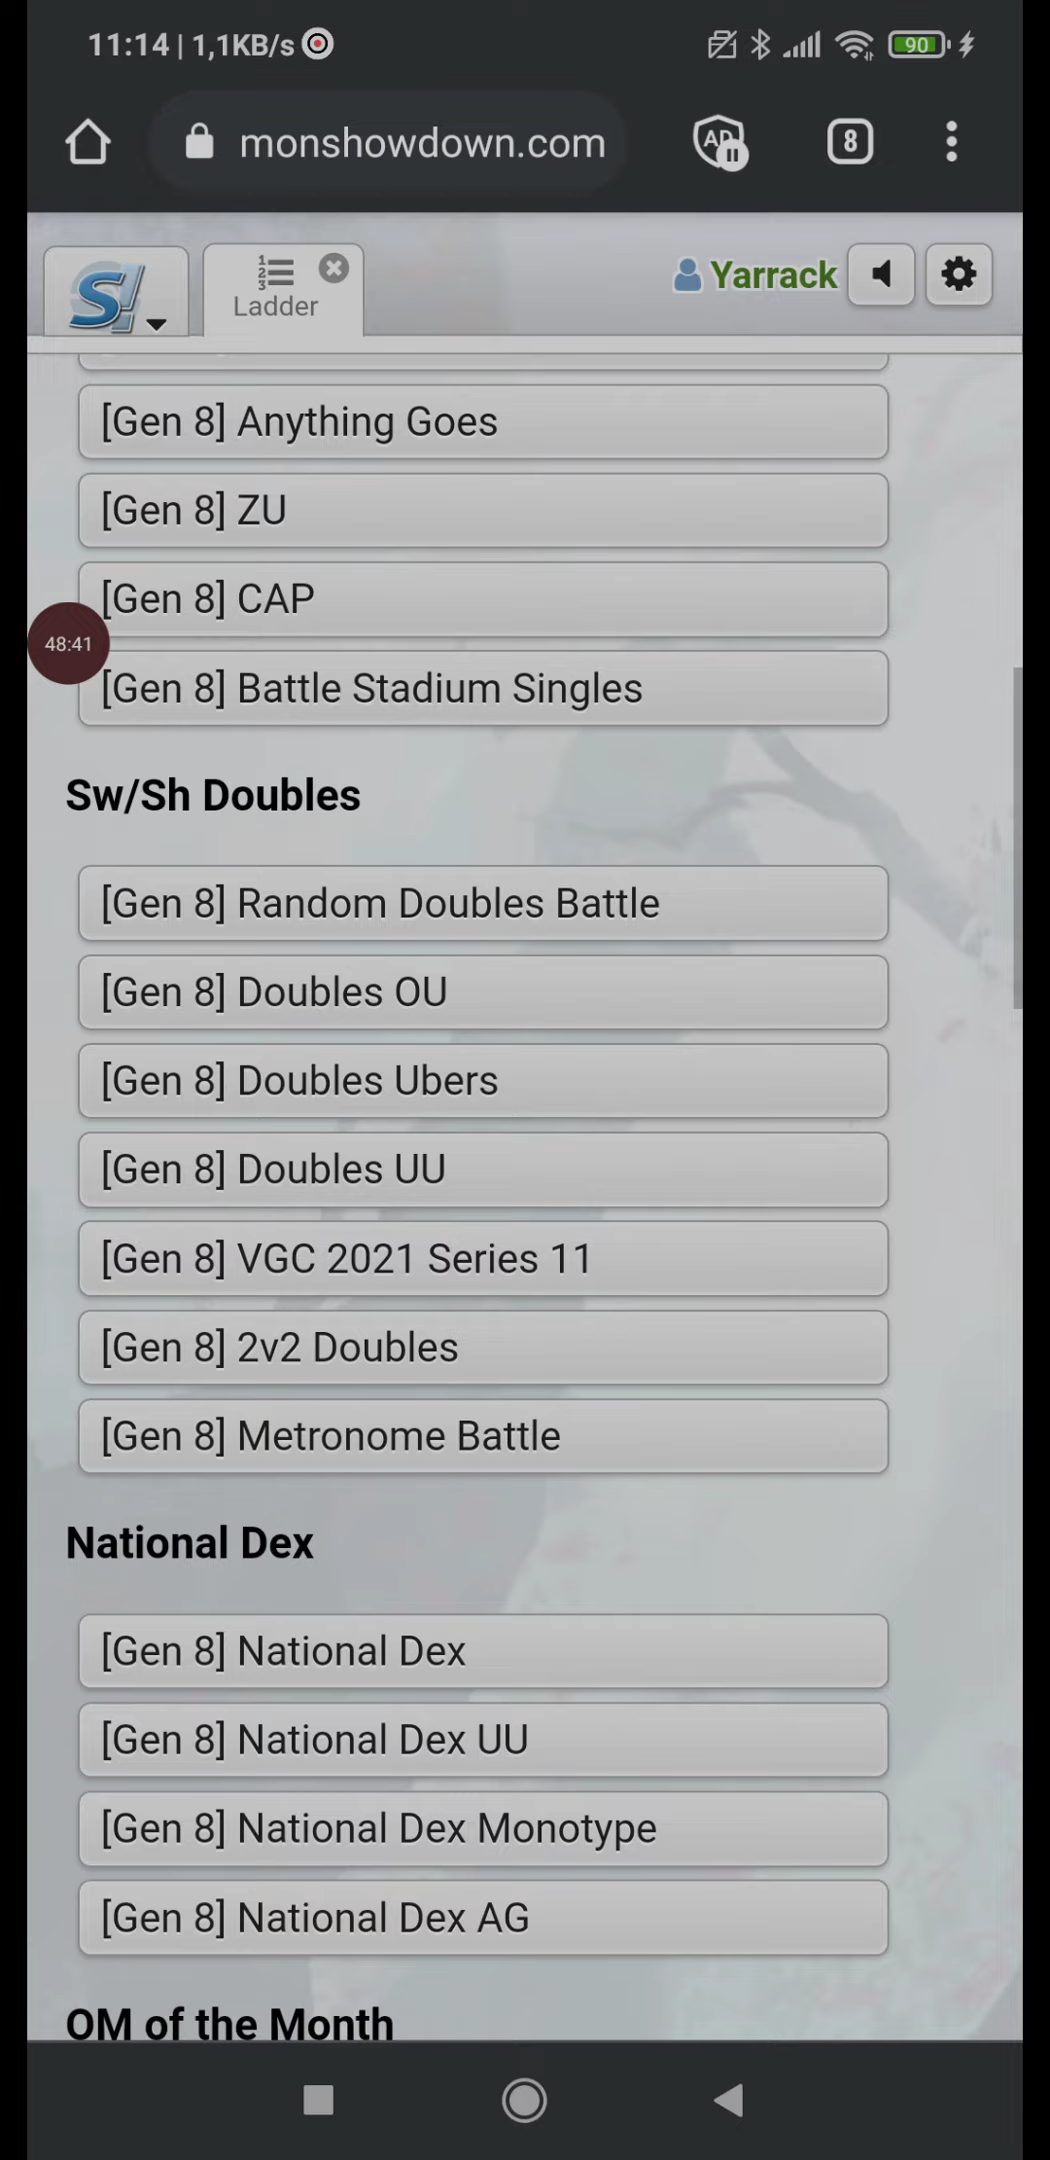 11:14 | 1,1KB/s
90
monshowdown.com
AD
8
S!
1
2
3
Ladder
Yarrack
[Gen 8] Anything Goes
[Gen 8] ZU
[Gen 8] CAP
48:41
[Gen 8] Battle Stadium Singles
Sw/Sh Doubles
[Gen 8] Random Doubles Battle
[Gen 8] Doubles OU
[Gen 8] Doubles Ubers
[Gen 8] Doubles UU
[Gen 8] VGC 2021 Series 11
[Gen 8] 2v2 Doubles
[Gen 8] Metronome Battle
National Dex
[Gen 8] National Dex
[Gen 8] National Dex UU
[Gen 8] National Dex Monotype
[Gen 8] National Dex AG
OM of the Month